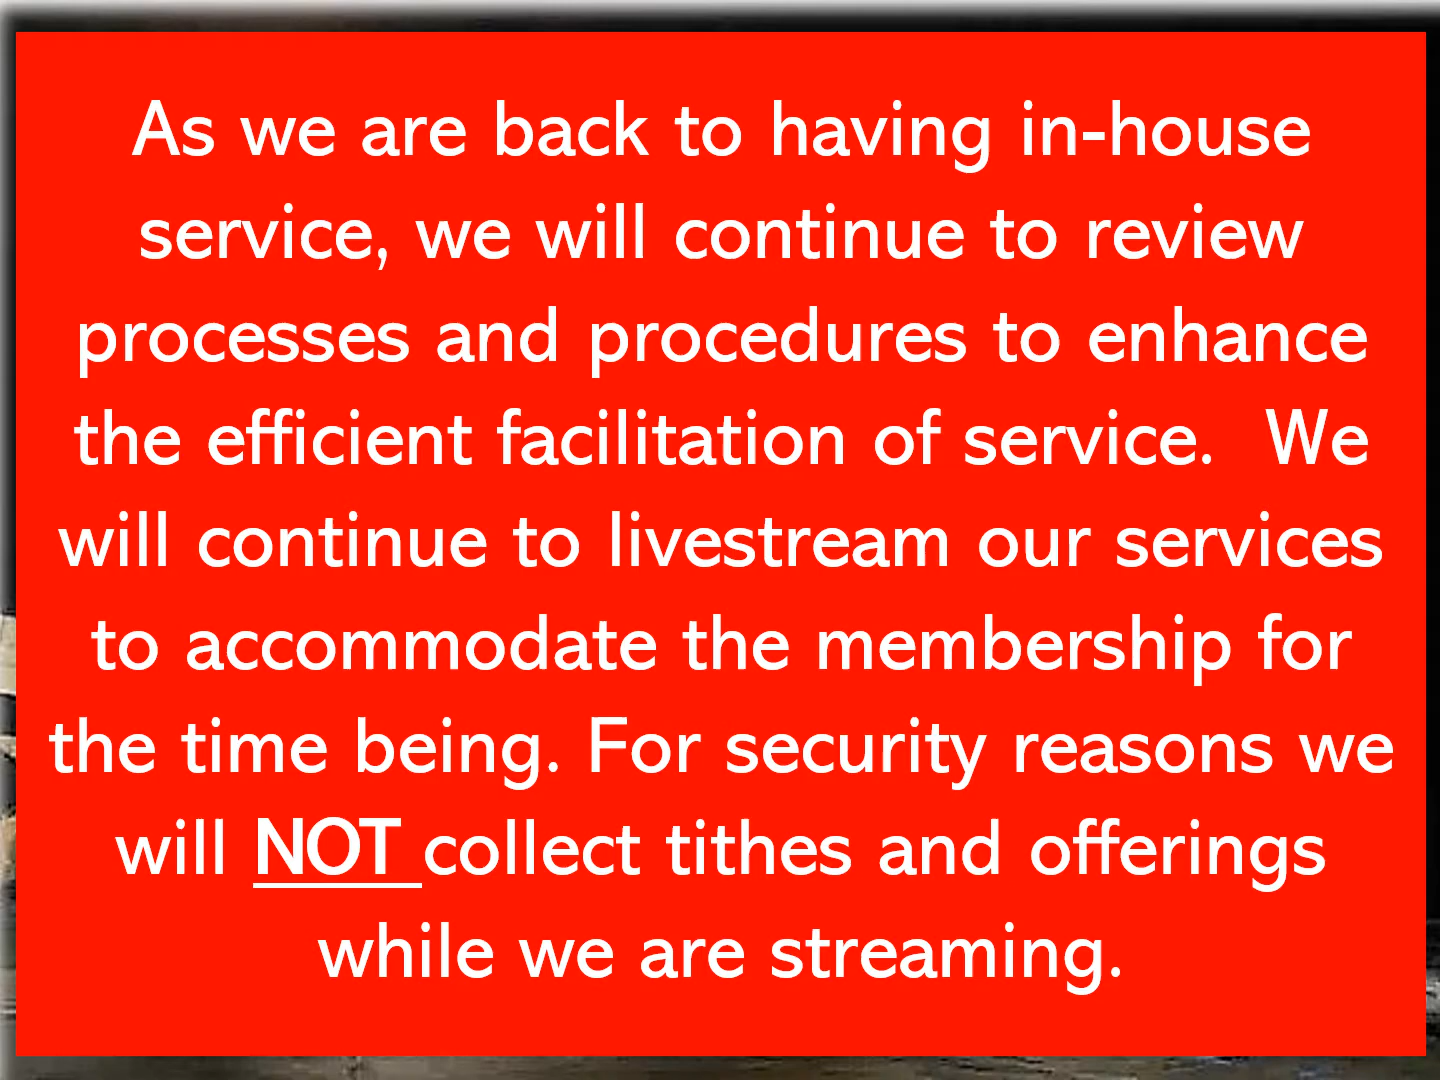 As we are back to having in-house
service, we will continue to review
processes and procedures to enhance
the efficient facilitation of service.  We
will continue to livestream our services
to accommodate the membership for
the time being. For security reasons we
will NOT collect tithes and offerings
while we are streaming.